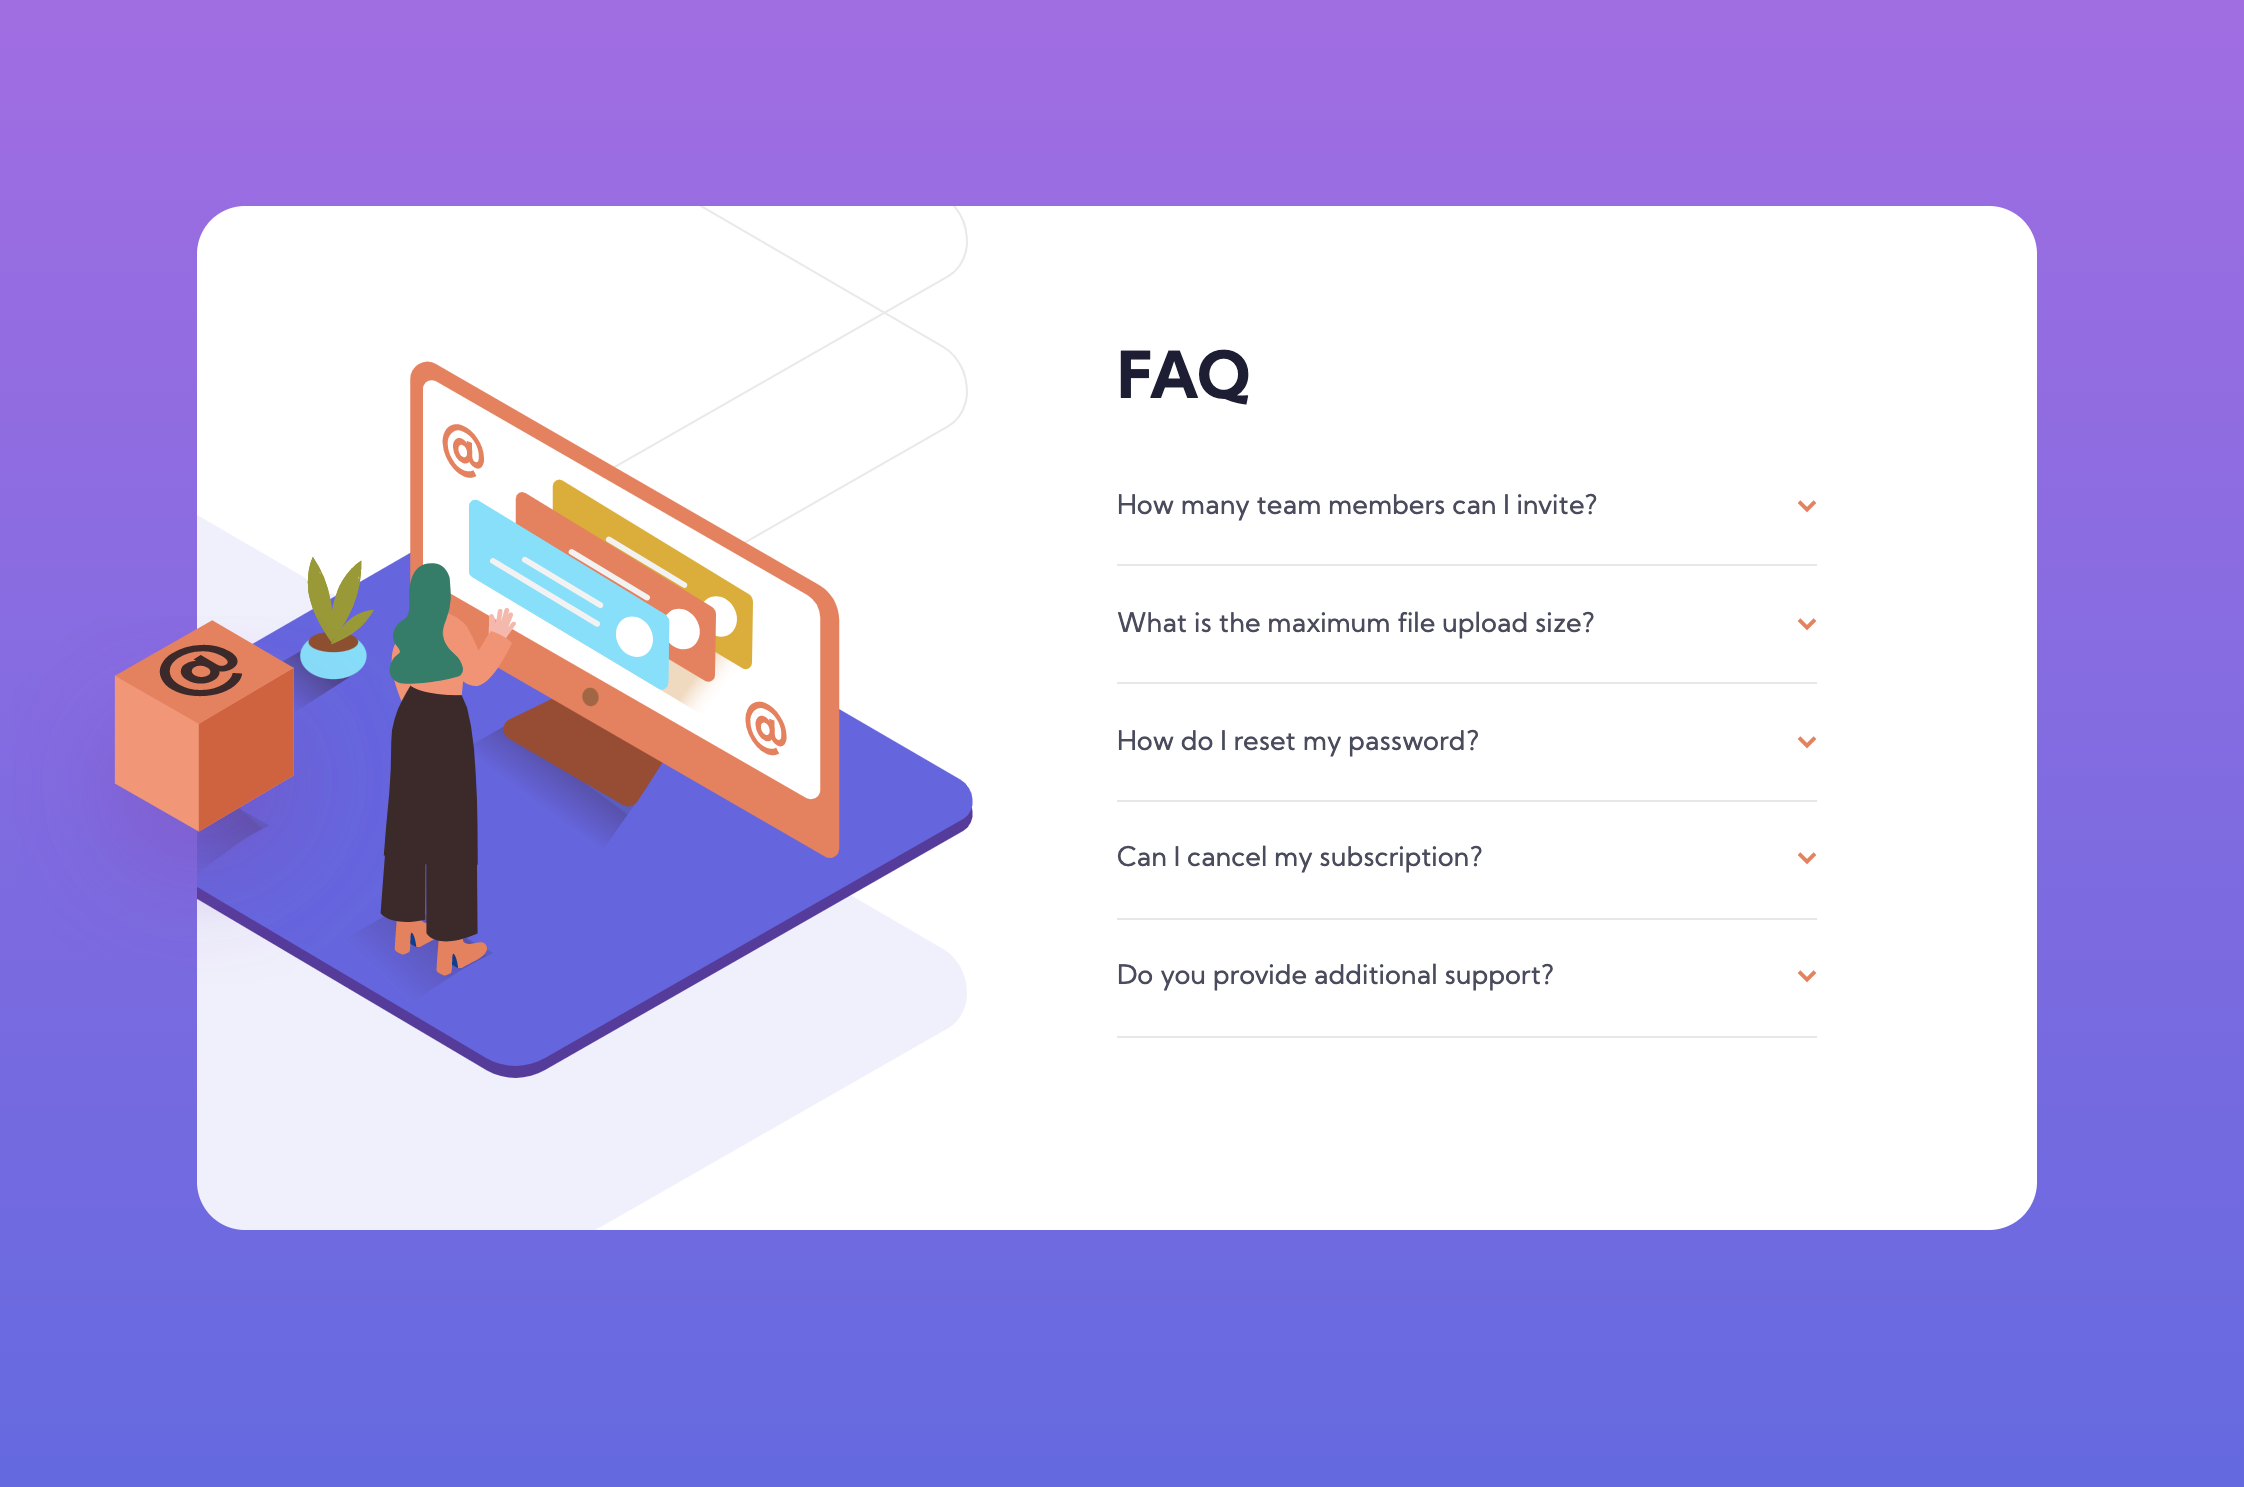 FAQ
How many team members can I invite?
What is the maximum file upload size?
How do I reset my password?
Can I cancel my subscription?
Do you provide additional support?
@
@
@